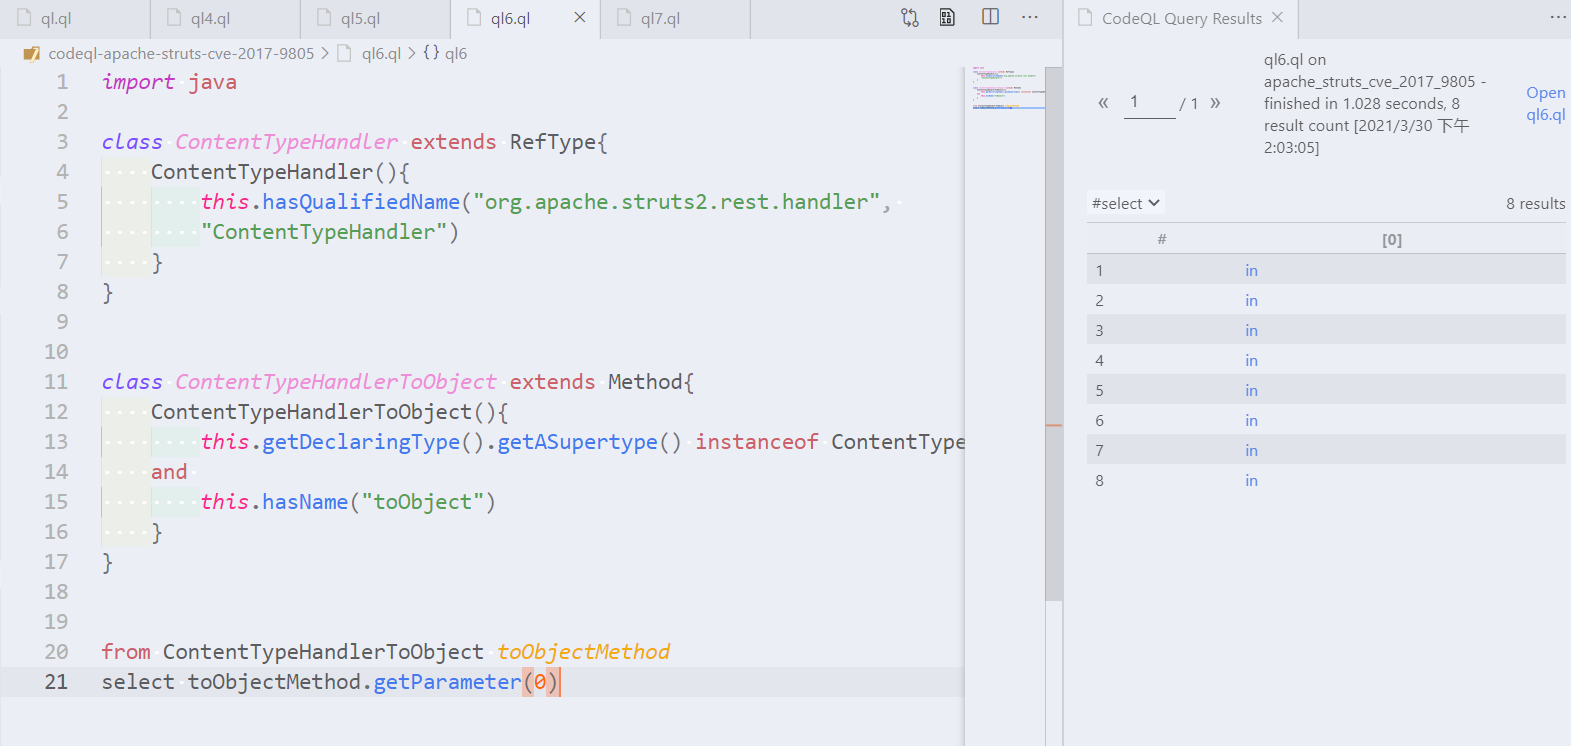 ql.ql
ql4.ql
ql5.ql
ql6.ql
ql7.ql
codeql-apache-struts-cve-2017-9805 > ql6.ql > {} ql6
1 import java
2
3 class ContentTypeHandler extends RefType{
4 ContentTypeHandler(){
5 this.hasQualifiedName("org.apache.struts2.rest.handler",
6 "ContentTypeHandler")
7 }
8 }
9
10
11 class ContentTypeHandlerToObject extends Method{
12 ContentTypeHandlerToObject(){
13 this.getDeclaringType().getASupertype() instanceof ContentType
14 and
15 this.hasName("toObject")
16 }
17 }
18
19
20 from ContentTypeHandlerToObject toObjectMethod
21 select toObjectMethod.getParameter(0)
CodeQL Query Results
« 1 / 1 »
ql6.ql on
apache_struts_cve_2017_9805 -
finished in 1.028 seconds, 8
result count [2021/3/30 下午
2:03:05]
Open
ql6.ql
#select
8 results
# [0]
1 in
2 in
3 in
4 in
5 in
6 in
7 in
8 in